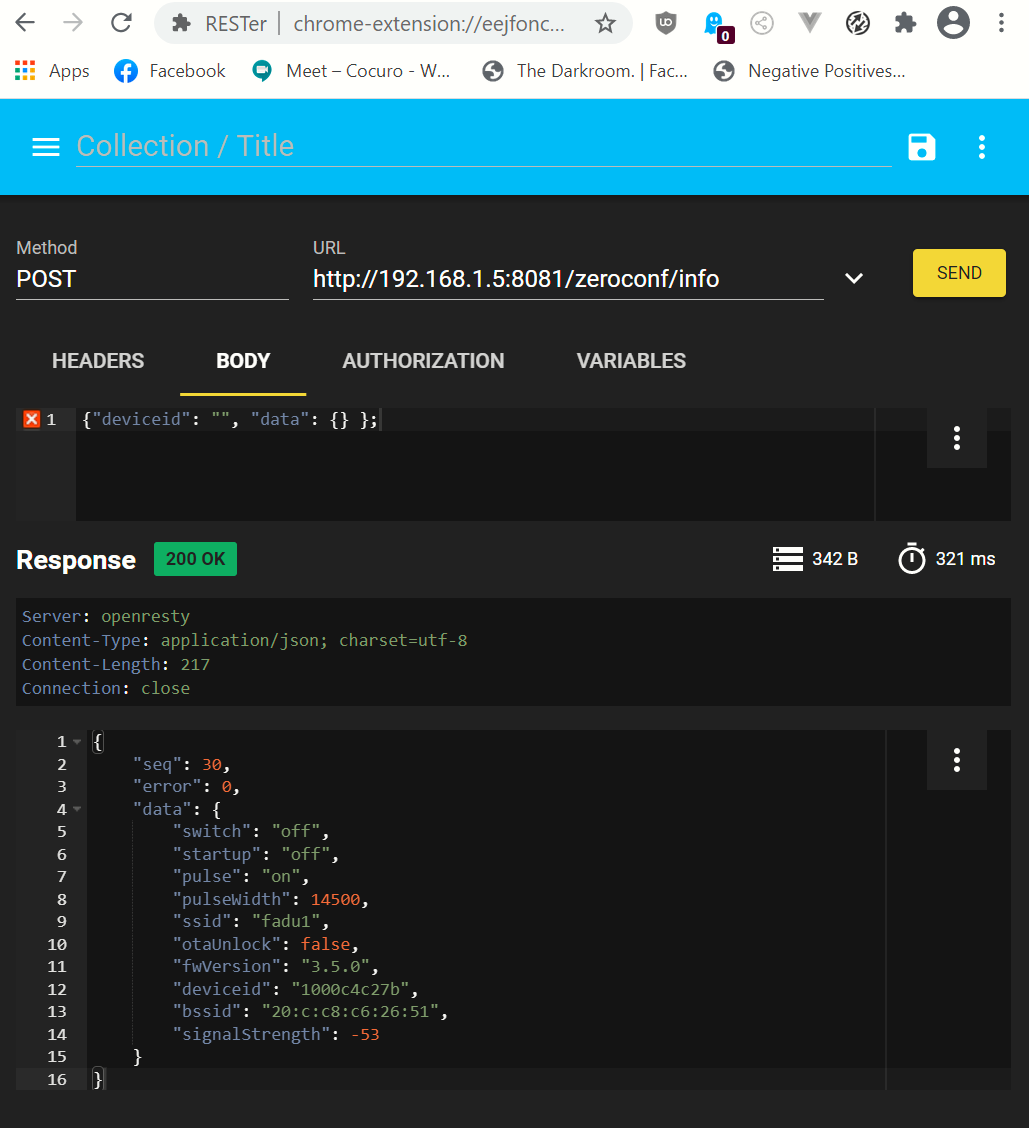 RESTer chrome-extension://eejfonc...
UD
0
Apps Facebook Meet – Cocuro - W... The Darkroom. | Fac... Negative Positives...
Collection / Title
Method URL
POST http://192.168.1.5:8081/zeroconf/info SEND
HEADERS BODY AUTHORIZATION VARIABLES
1 {"deviceid": "", "data": {} };
Response 200 OK 342 B 321 ms
Server: openresty
Content-Type: application/json; charset=utf-8
Content-Length: 217
Connection: close
1 {
2 "seq": 30,
3 "error": 0,
4 "data": {
5 "switch": "off",
6 "startup": "off",
7 "pulse": "on",
8 "pulseWidth": 14500,
9 "ssid": "fadu1",
10 "otaUnlock": false,
11 "fwVersion": "3.5.0",
12 "deviceid": "1000c4c27b",
13 "bssid": "20:c:c8:c6:26:51",
14 "signalStrength": -53
15 }
16 }